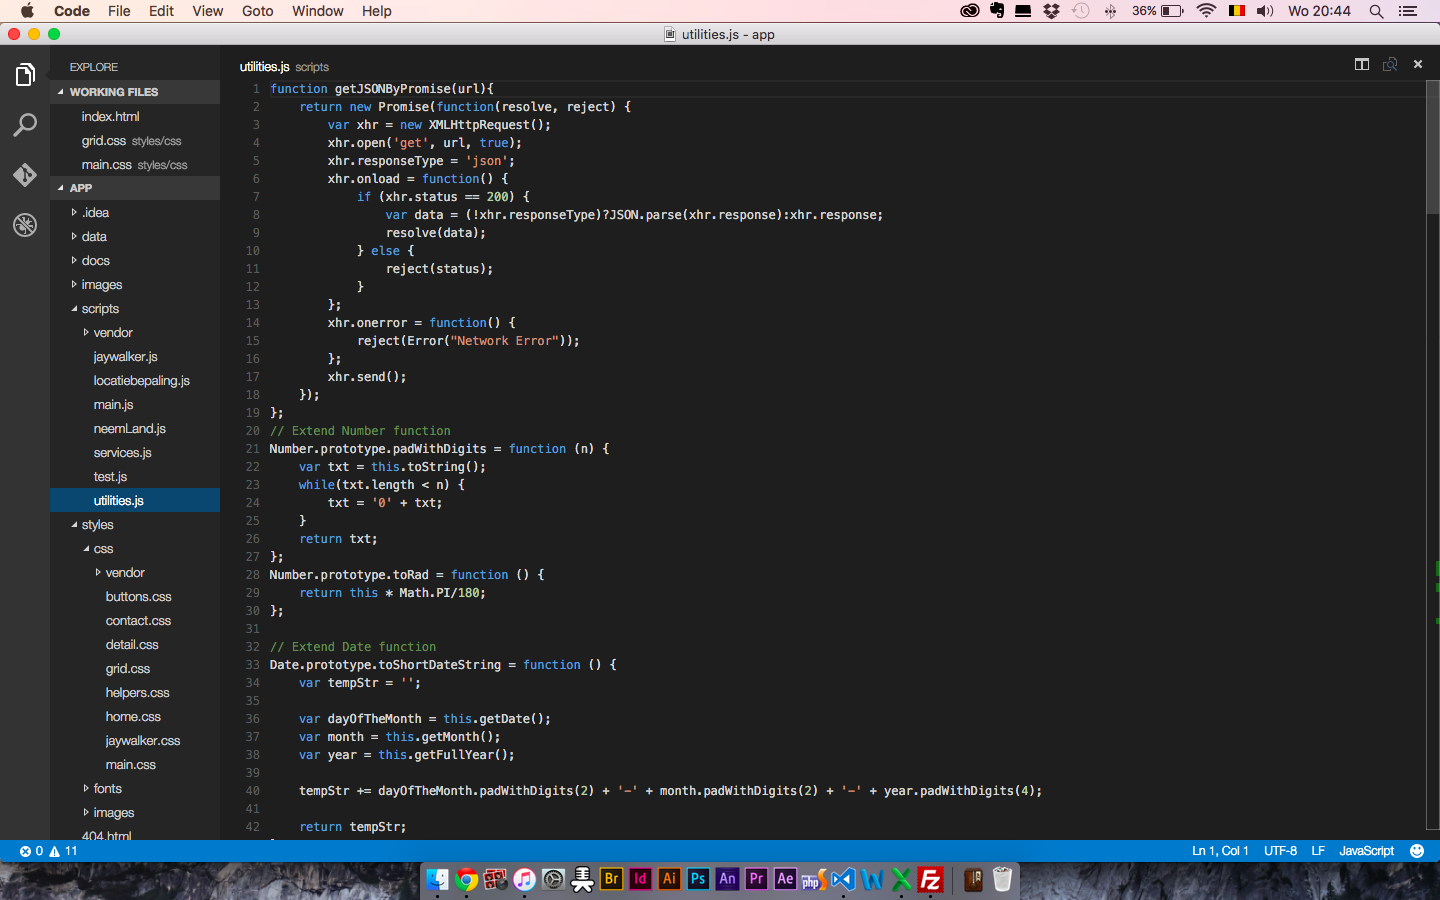 Code File Edit View Goto Window Help 36% Wo 20:44
utilities.js - app
EXPLORE
WORKING FILES
index.html
grid.css styles/css
main.css styles/css
APP
.idea
data
docs
images
scripts
vendor
jaywalker.js
locatiebepaling.js
main.js
neemLand.js
services.js
test.js
utilities.js
styles
css
vendor
buttons.css
contact.css
detail.css
grid.css
helpers.css
home.css
jaywalker.css
main.css
fonts
images
404.html
utilities.js scripts
1 function getJSONByPromise(url){
2     return new Promise(function(resolve, reject) {
3         var xhr = new XMLHttpRequest();
4         xhr.open('get', url, true);
5         xhr.responseType = 'json';
6         xhr.onload = function() {
7             if (xhr.status == 200) {
8                 var data = (!xhr.responseType)?JSON.parse(xhr.response):xhr.response;
9                 resolve(data);
10             } else {
11                 reject(status);
12             }
13         };
14         xhr.onerror = function() {
15             reject(Error("Network Error"));
16         };
17         xhr.send();
18     });
19 };
20 // Extend Number function
21 Number.prototype.padWithDigits = function (n) {
22     var txt = this.toString();
23     while(txt.length < n) {
24         txt = '0' + txt;
25     }
26     return txt;
27 };
28 Number.prototype.toRad = function () {
29     return this * Math.PI/180;
30 };
31
32 // Extend Date function
33 Date.prototype.toShortDateString = function () {
34     var tempStr = '';
35
36     var dayOfTheMonth = this.getDate();
37     var month = this.getMonth();
38     var year = this.getFullYear();
39
40     tempStr += dayOfTheMonth.padWithDigits(2) + '-' + month.padWithDigits(2) + '-' + year.padWithDigits(4);
41
42     return tempStr;
0 11 Ln 1, Col 1 UTF-8 LF JavaScript
Br Id Ai Ps An Pr Ae php W X Fz